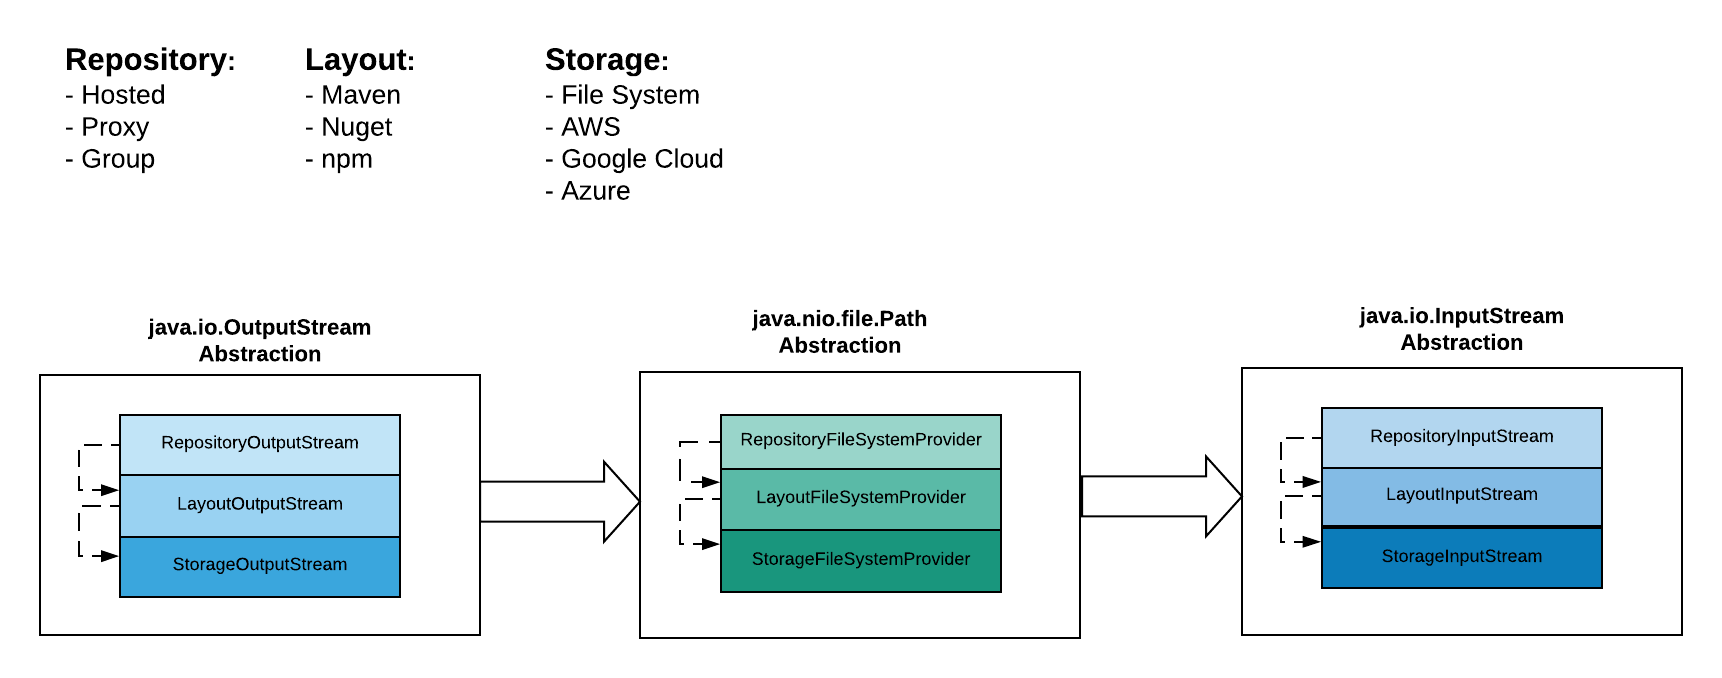 Repository:
- Hosted
- Proxy
- Group
Layout:
- Maven
- Nuget
- npm
Storage:
- File System
- AWS
- Google Cloud
- Azure
java.io.OutputStream
Abstraction
RepositoryOutputStream
LayoutOutputStream
StorageOutputStream
java.nio.file.Path
Abstraction
RepositoryFileSystemProvider
LayoutFileSystemProvider
StorageFileSystemProvider
java.io.InputStream
Abstraction
RepositoryInputStream
LayoutInputStream
StorageInputStream